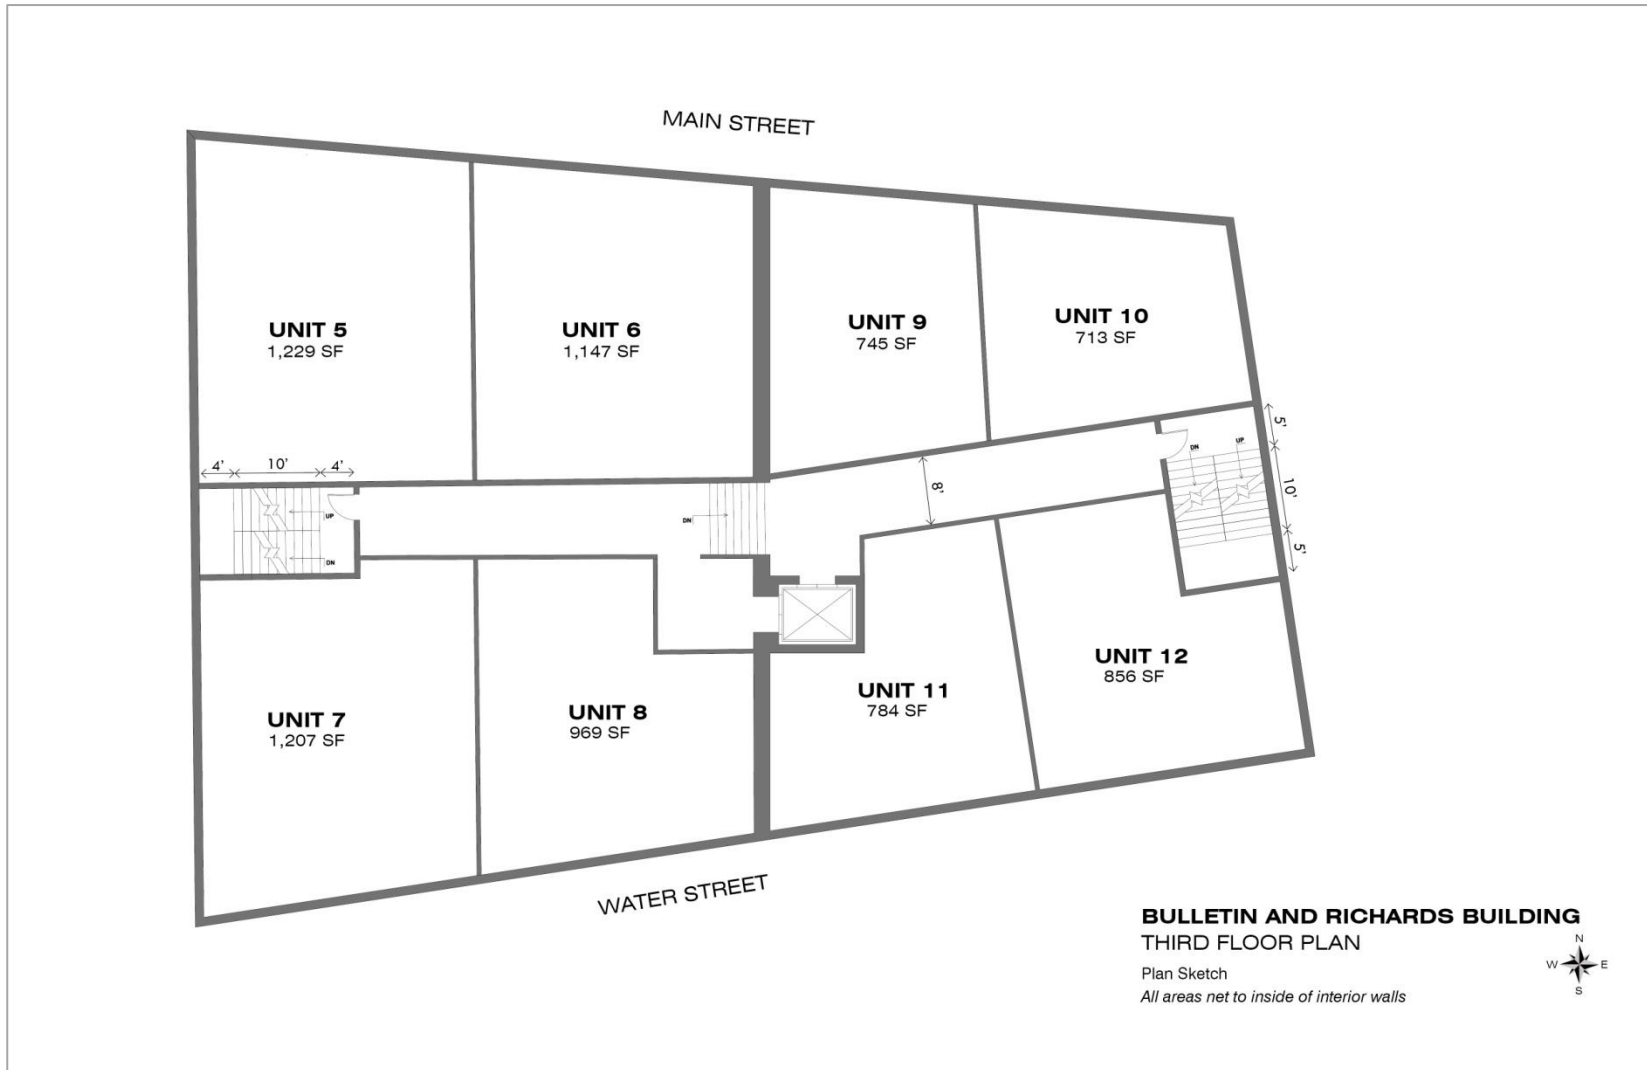 MAIN STREET
UNIT 5
1,229 SF
UNIT 6
1,147 SF
UNIT 9
745 SF
UNIT 10
713 SF
4'
10'
4'
UP
DN
DN
8'
DN
UP
5'
10'
5'
UNIT 7
1,207 SF
UNIT 8
969 SF
UNIT 11
784 SF
UNIT 12
856 SF
WATER STREET
BULLETIN AND RICHARDS BUILDING
THIRD FLOOR PLAN
Plan Sketch
All areas net to inside of interior walls
N
W
E
S